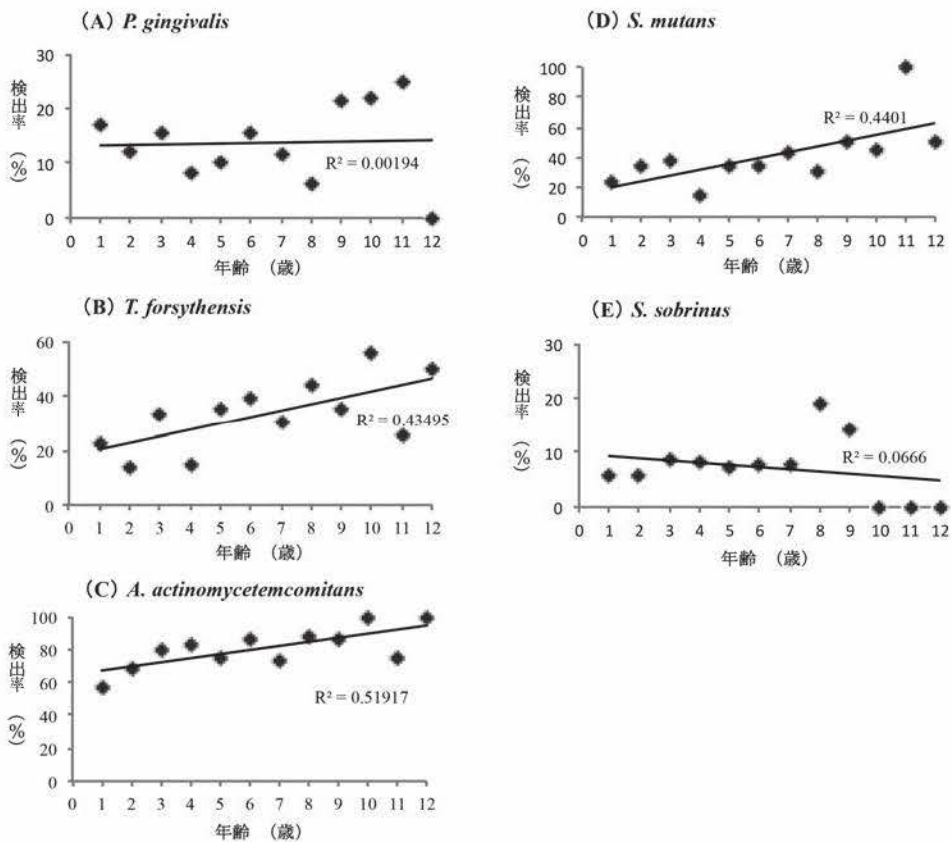 (A) P. gingivalis
30
20
10
0
検出率 (%)
R² = 0.00194
0 1 2 3 4 5 6 7 8 9 10 11 12
年齢 (歳)
(B) T. forsythensis
60
40
20
0
検出率 (%)
R² = 0.43495
0 1 2 3 4 5 6 7 8 9 10 11 12
年齢 (歳)
(C) A. actinomycetemcomitans
100
80
60
40
20
0
検出率 (%)
R² = 0.51917
0 1 2 3 4 5 6 7 8 9 10 11 12
年齢 (歳)
(D) S. mutans
100
80
60
40
20
0
検出率 (%)
R² = 0.4401
0 1 2 3 4 5 6 7 8 9 10 11 12
年齢 (歳)
(E) S. sobrinus
30
20
10
0
検出率 (%)
R² = 0.0666
0 1 2 3 4 5 6 7 8 9 10 11 12
年齢 (歳)